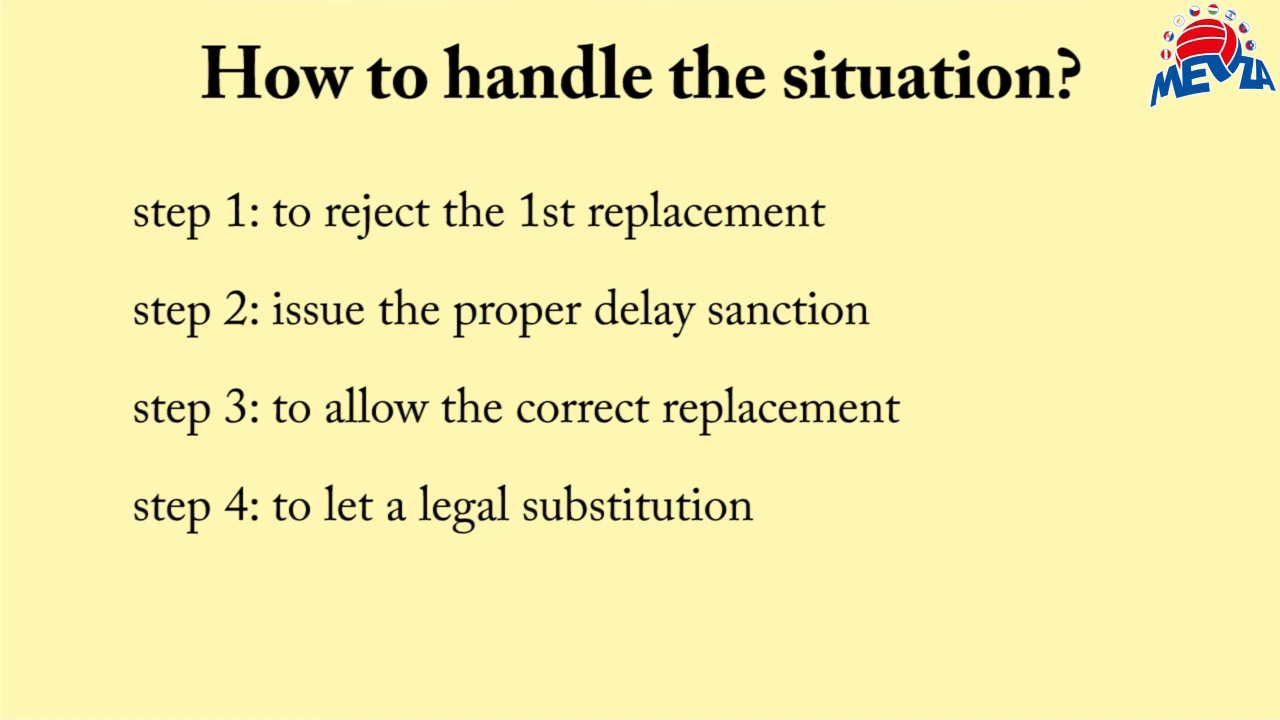 How to handle the situation?
MEVZA
step 1: to reject the 1st replacement
step 2: issue the proper delay sanction
step 3: to allow the correct replacement
step 4: to let a legal substitution